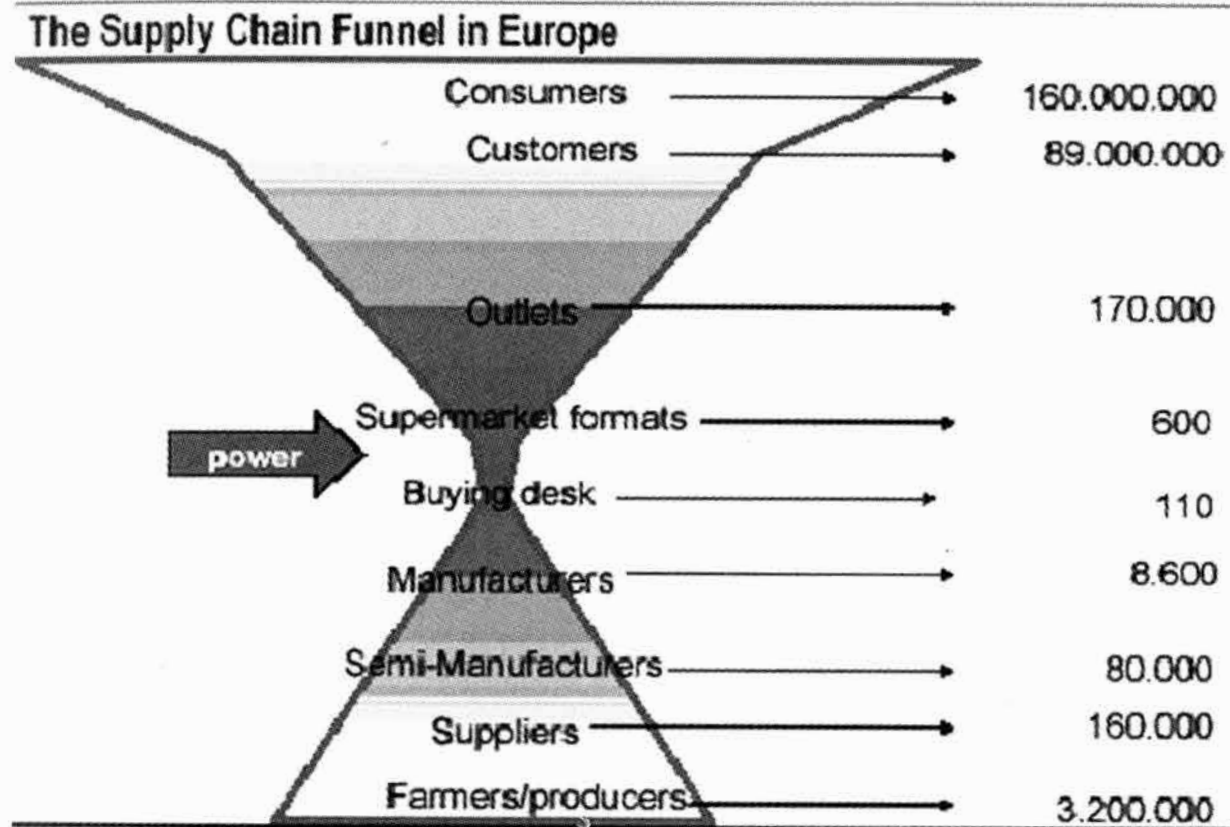 The Supply Chain Funnel in Europe
Consumers 160.000.000
Customers 89.000.000
Outlets 170.000
Supermarket formats 600
power
Buying desk 110
Manufacturers 8.600
Semi-Manufacturers 80.000
Suppliers 160.000
Farmers/producers 3.200.000